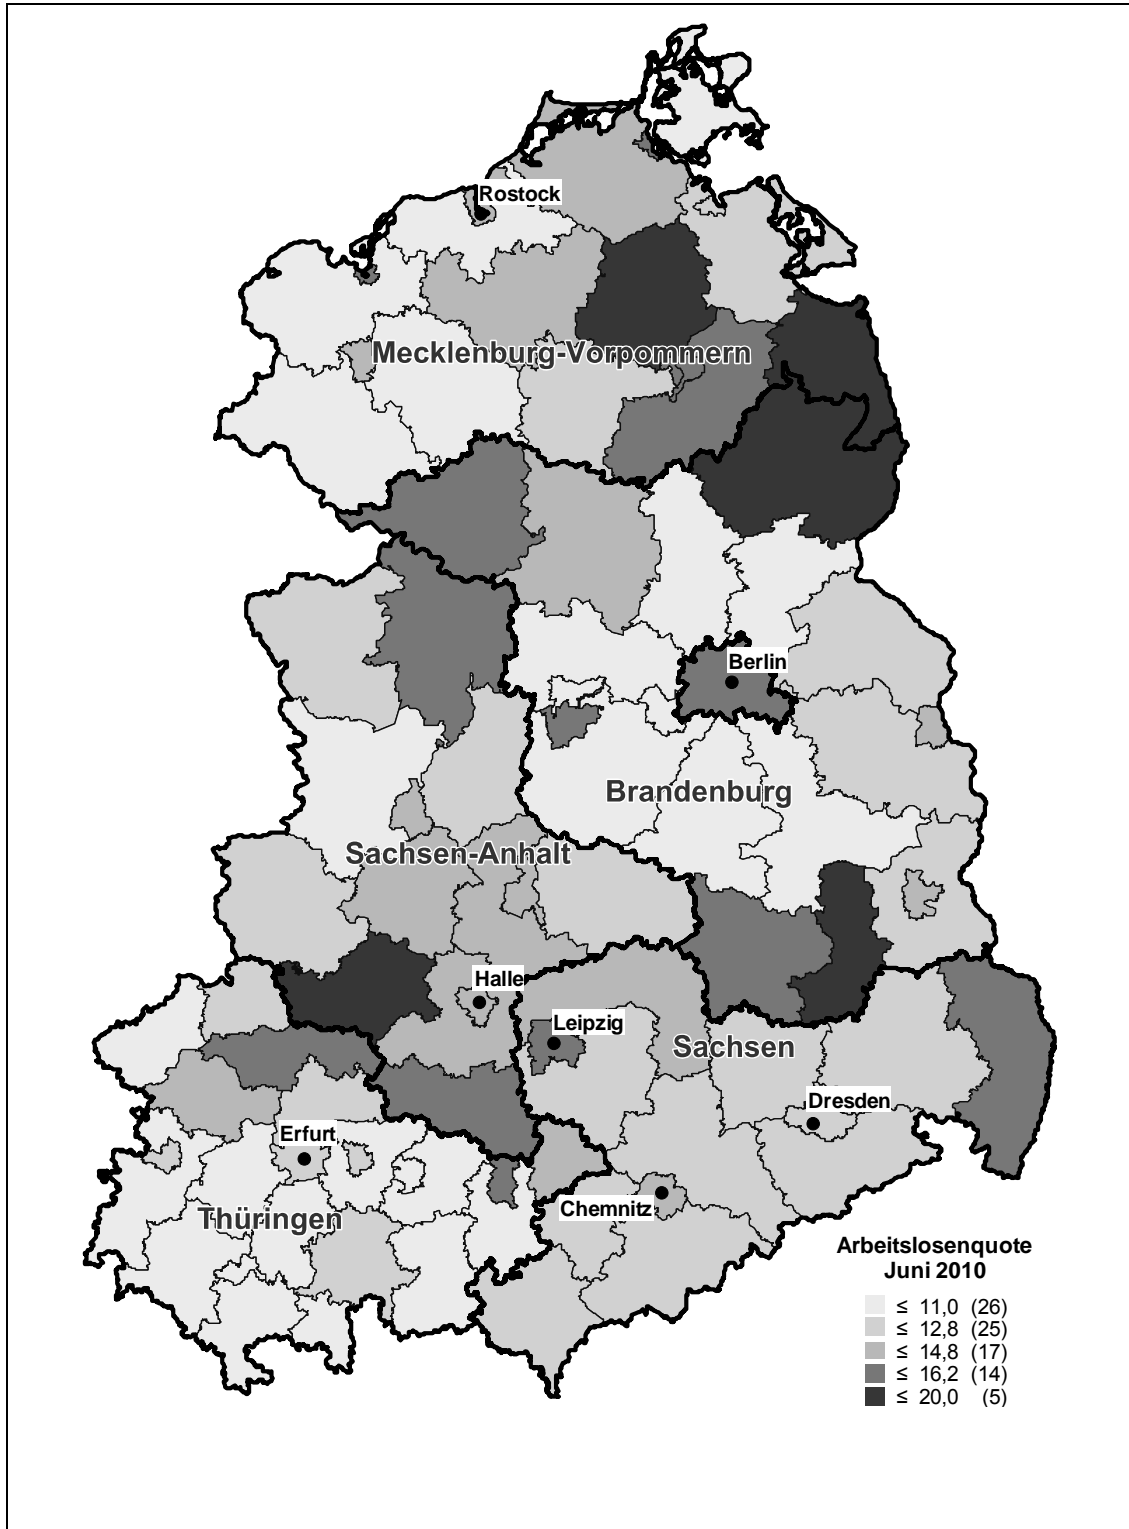 Rostock
Mecklenburg-Vorpommern
Berlin
Brandenburg
Sachsen-Anhalt
Halle
Leipzig
Sachsen
Dresden
Erfurt
Chemnitz
Thüringen
Arbeitslosenquote
Juni 2010
≤ 11,0 (26)
≤ 12,8 (25)
≤ 14,8 (17)
≤ 16,2 (14)
≤ 20,0 (5)